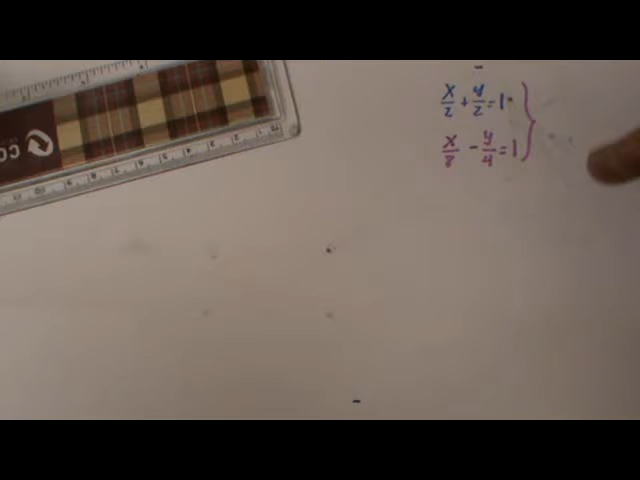 x/2 + y/2 = 1
x/8 - y/4 = 1